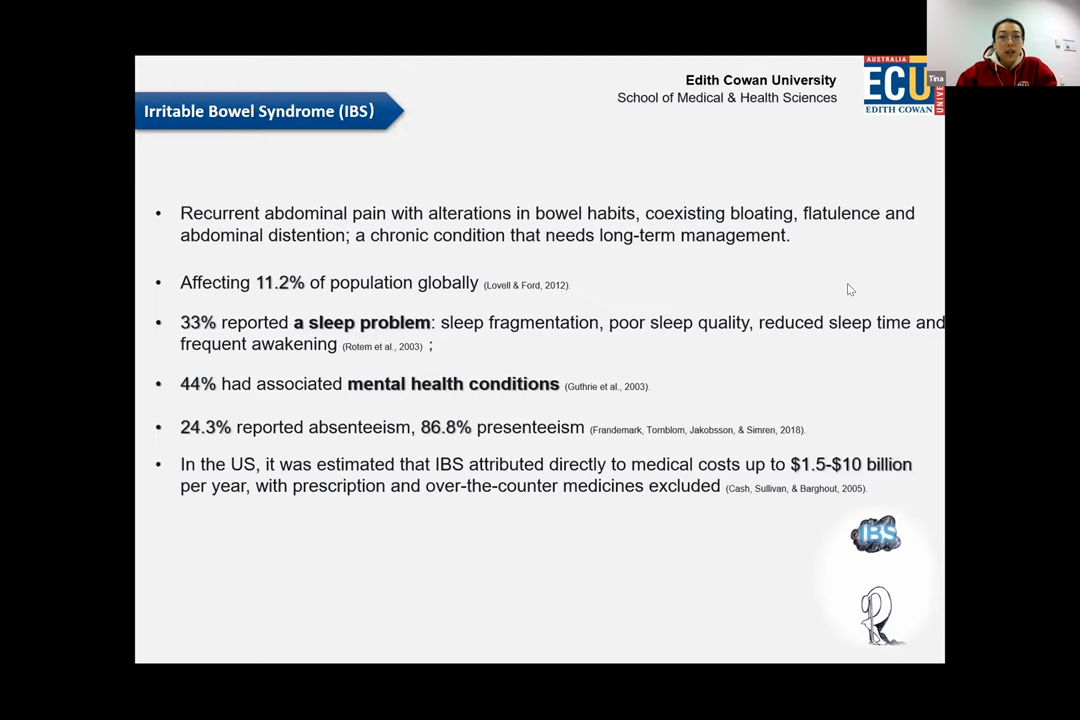 Edith Cowan University
School of Medical & Health Sciences
AUSTRALIA
ECU
EDITH COWAN
UNIVE
Tina
Irritable Bowel Syndrome (IBS)
• Recurrent abdominal pain with alterations in bowel habits, coexisting bloating, flatulence and
abdominal distention; a chronic condition that needs long-term management.
• Affecting 11.2% of population globally (Lovell & Ford, 2012).
• 33% reported a sleep problem: sleep fragmentation, poor sleep quality, reduced sleep time and
frequent awakening (Rotem et al., 2003) ;
• 44% had associated mental health conditions (Guthrie et al., 2003).
• 24.3% reported absenteeism, 86.8% presenteeism (Frandemark, Tornblom, Jakobsson, & Simren, 2018).
• In the US, it was estimated that IBS attributed directly to medical costs up to $1.5-$10 billion
per year, with prescription and over-the-counter medicines excluded (Cash, Sullivan, & Barghout, 2005).
IBS